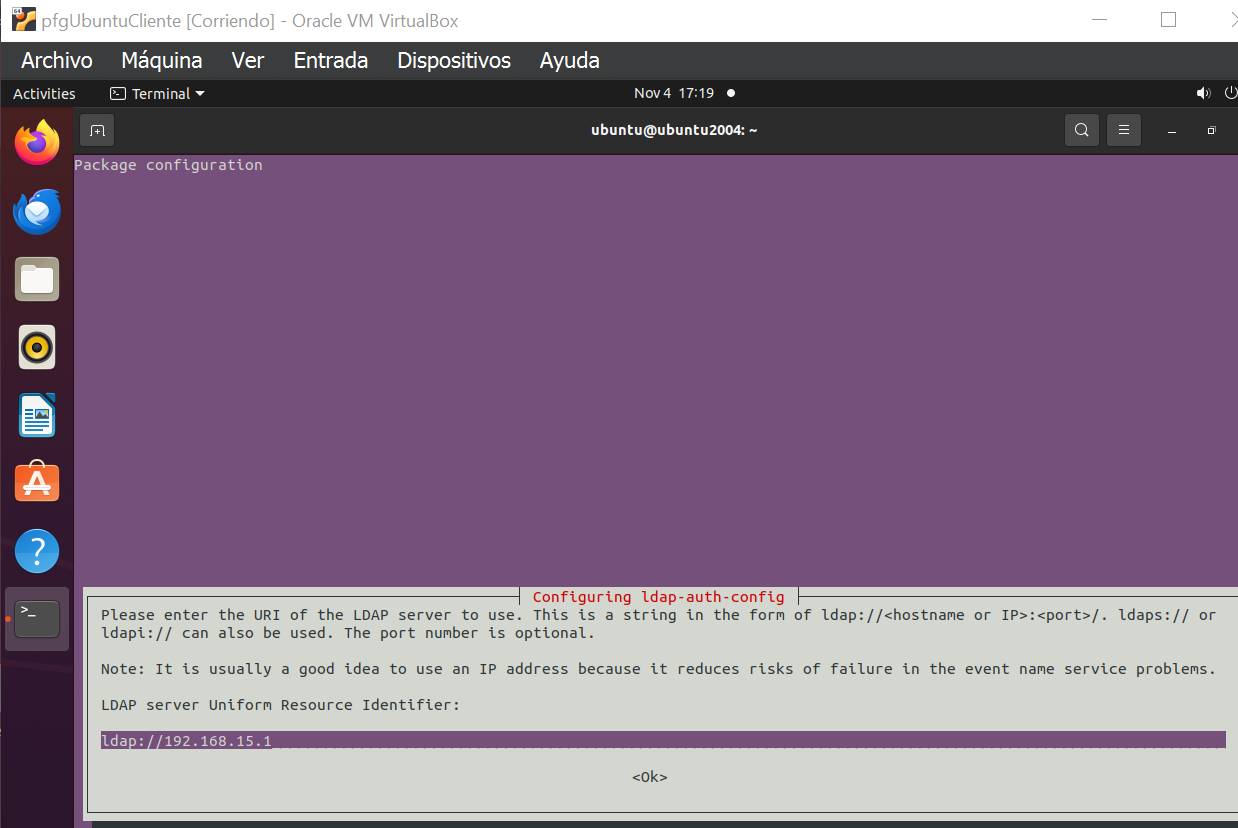 64
pfgUbuntuCliente [Corriendo] - Oracle VM VirtualBox
Archivo Máquina Ver Entrada Dispositivos Ayuda
Activities Terminal Nov 4 17:19
ubuntu@ubuntu2004: ~
Package configuration
Configuring ldap-auth-config
Please enter the URI of the LDAP server to use. This is a string in the form of ldap://<hostname or IP>:<port>/. ldaps:// or
ldapi:// can also be used. The port number is optional.
Note: It is usually a good idea to use an IP address because it reduces risks of failure in the event name service problems.
LDAP server Uniform Resource Identifier:
ldap://192.168.15.1
<Ok>